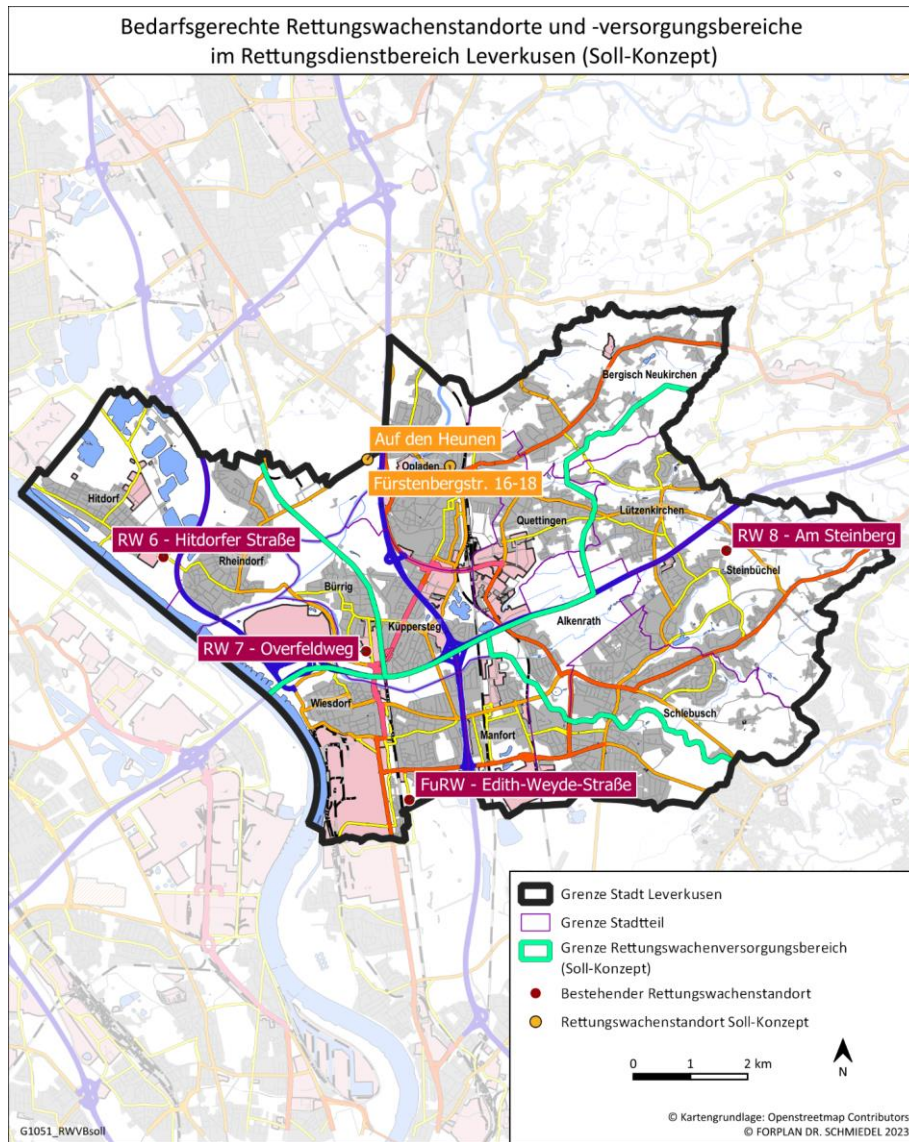 Bedarfsgerechte Rettungswachenstandorte und -versorgungsbereiche
im Rettungsdienstbereich Leverkusen (Soll-Konzept)
Bergisch Neukirchen
Auf den Heunen
Opladen
Fürstenbergstr. 16-18
Hitdorf
Quettingen
Lützenkirchen
RW 6 - Hitdorfer Straße
RW 8 - Am Steinberg
Rheindorf
Steinbüchel
Bürrig
Küppersteg
Alkenrath
RW 7 - Overfeldweg
Wiesdorf
Schlebusch
Manfort
FuRW - Edith-Weyde-Straße
Grenze Stadt Leverkusen
Grenze Stadtteil
Grenze Rettungswachenversorgungsbereich
(Soll-Konzept)
Bestehender Rettungswachenstandort
Rettungswachenstandort Soll-Konzept
0 1 2 km
N
G1051_RWVBsoll
© Kartengrundlage: Openstreetmap Contributors
© FORPLAN DR. SCHMIEDEL 2023